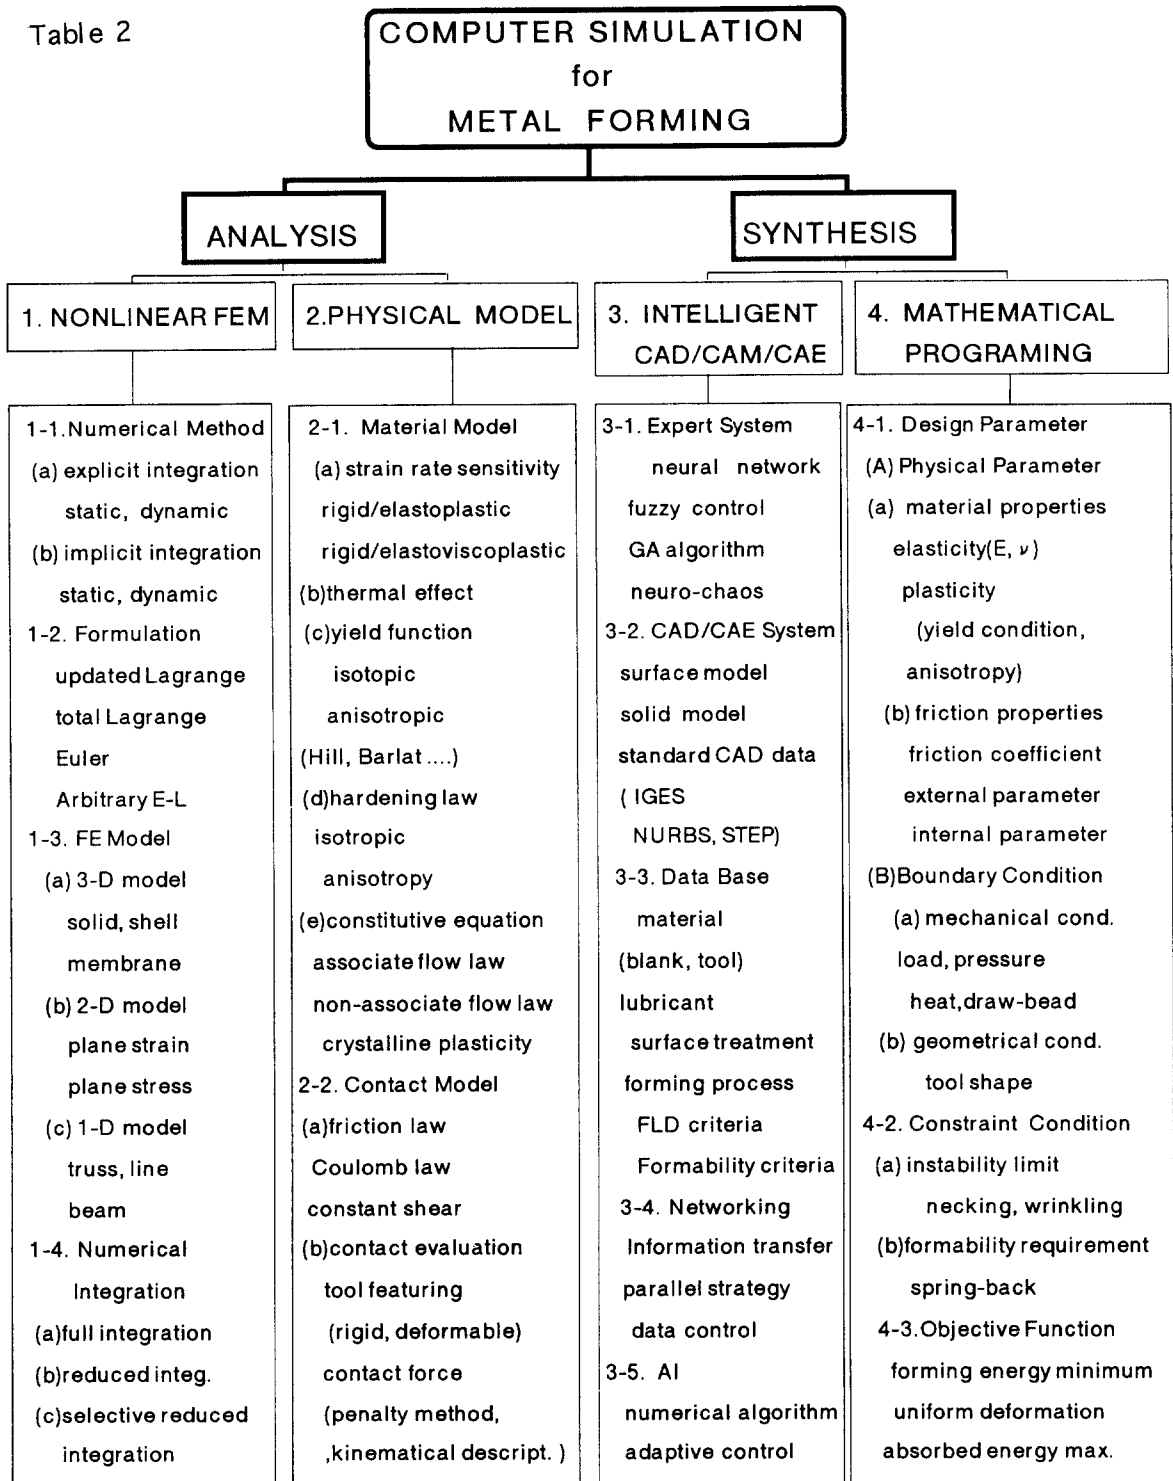 Table 2
COMPUTER SIMULATION
for
METAL FORMING
ANALYSIS
SYNTHESIS
1. NONLINEAR FEM
2.PHYSICAL MODEL
3. INTELLIGENT
CAD/CAM/CAE
4. MATHEMATICAL
PROGRAMING
1-1.Numerical Method
(a) explicit integration
static, dynamic
(b) implicit integration
static, dynamic
1-2. Formulation
updated Lagrange
total Lagrange
Euler
Arbitrary E-L
1-3. FE Model
(a) 3-D model
solid, shell
membrane
(b) 2-D model
plane strain
plane stress
(c) 1-D model
truss, line
beam
1-4. Numerical
Integration
(a)full integration
(b)reduced integ.
(c)selective reduced
integration
2-1. Material Model
(a) strain rate sensitivity
rigid/elastoplastic
rigid/elastoviscoplastic
(b)thermal effect
(c)yield function
isotopic
anisotropic
(Hill, Barlat ....)
(d)hardening law
isotropic
anisotropy
(e)constitutive equation
associate flow law
non-associate flow law
crystalline plasticity
2-2. Contact Model
(a)friction law
Coulomb law
constant shear
(b)contact evaluation
tool featuring
(rigid, deformable)
contact force
(penalty method,
,kinematical descript. )
3-1. Expert System
neural network
fuzzy control
GA algorithm
neuro-chaos
3-2. CAD/CAE System
surface model
solid model
standard CAD data
( IGES
NURBS, STEP)
3-3. Data Base
material
(blank, tool)
lubricant
surface treatment
forming process
FLD criteria
Formability criteria
3-4. Networking
Information transfer
parallel strategy
data control
3-5. AI
numerical algorithm
adaptive control
4-1. Design Parameter
(A) Physical Parameter
(a) material properties
elasticity(E, ν)
plasticity
(yield condition,
anisotropy)
(b) friction properties
friction coefficient
external parameter
internal parameter
(B)Boundary Condition
(a) mechanical cond.
load, pressure
heat,draw-bead
(b) geometrical cond.
tool shape
4-2. Constraint Condition
(a) instability limit
necking, wrinkling
(b)formability requirement
spring-back
4-3.Objective Function
forming energy minimum
uniform deformation
absorbed energy max.